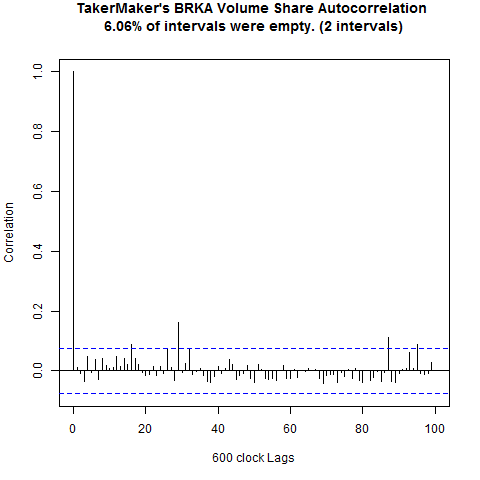 TakerMaker's BRKA Volume Share Autocorrelation
6.06% of intervals were empty. (2 intervals)
Correlation
1.0
0.8
0.6
0.4
0.2
0.0
0 20 40 60 80 100
600 clock Lags